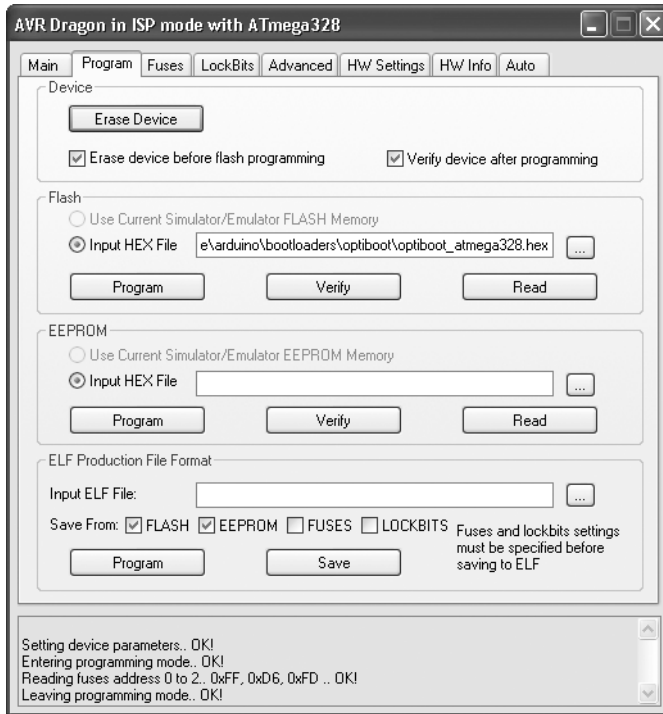 AVR Dragon in ISP mode with ATmega328
Main Program Fuses LockBits Advanced HW Settings HW Info Auto
Device
Erase Device
Erase device before flash programming Verify device after programming
Flash
Use Current Simulator/Emulator FLASH Memory
Input HEX File e\arduino\bootloaders\optiboot\optiboot_atmega328.hex ...
Program Verify Read
EEPROM
Use Current Simulator/Emulator EEPROM Memory
Input HEX File ...
Program Verify Read
ELF Production File Format
Input ELF File: ...
Save From: FLASH EEPROM FUSES LOCKBITS
Fuses and lockbits settings
must be specified before
saving to ELF
Program Save
Setting device parameters.. OK!
Entering programming mode.. OK!
Reading fuses address 0 to 2.. 0xFF, 0xD6, 0xFD .. OK!
Leaving programming mode.. OK!